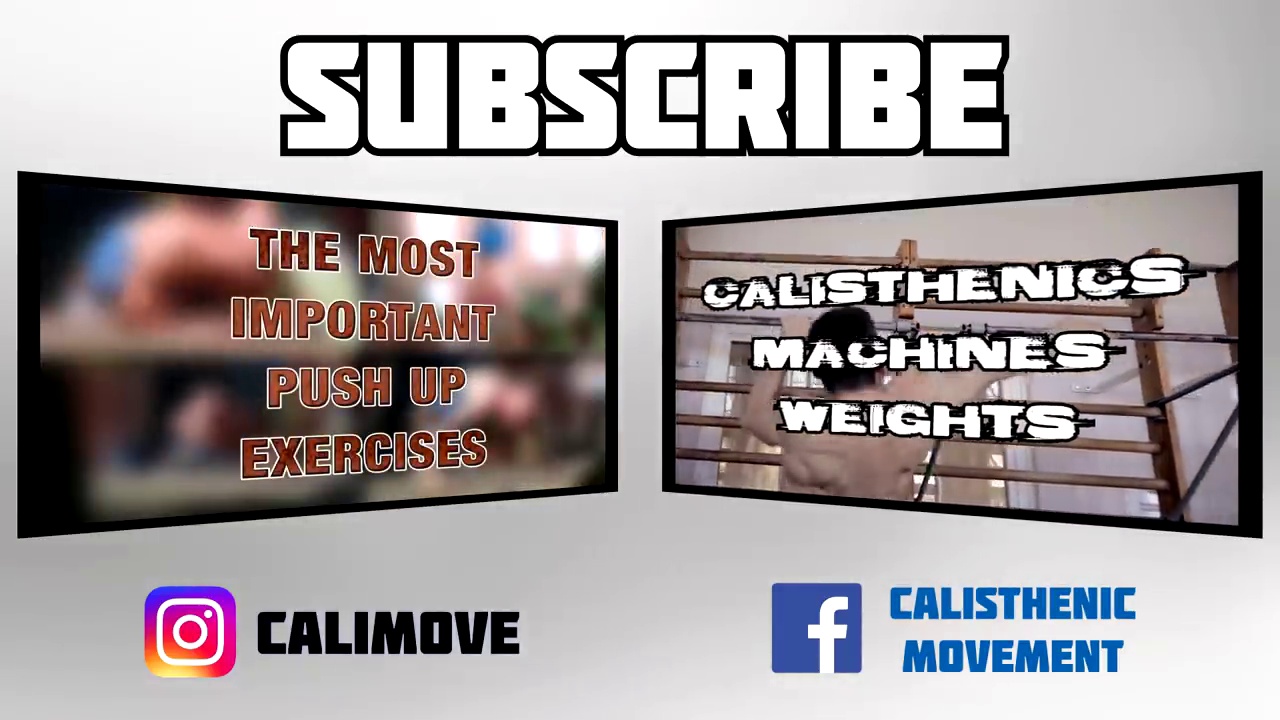 SUBSCRIBE
THE MOST
IMPORTANT
PUSH UP
EXERCISES
CALISTHENICS
MACHINES
WEIGHTS
CALIMOVE
CALISTHENIC
MOVEMENT